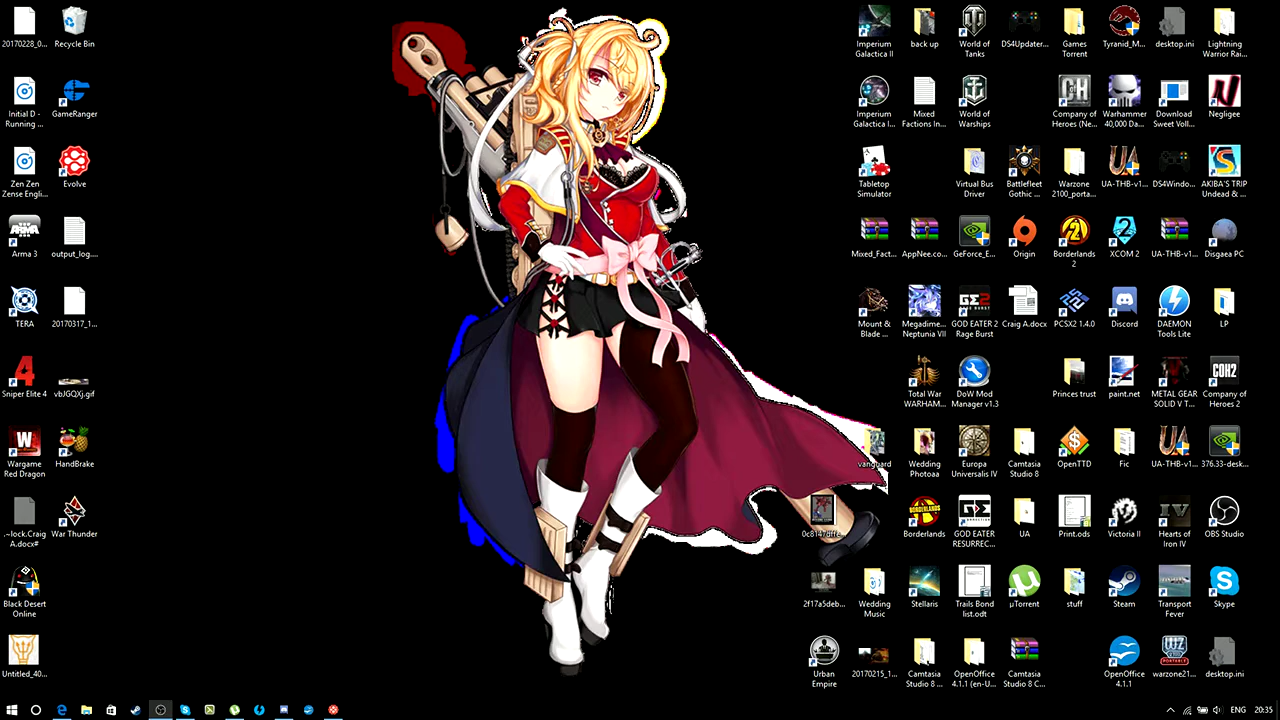 20170228_0...
Recycle Bin
Initial D -
Running ...
GameRanger
Zen Zen
Zense Engli...
Evolve
Arma 3
output_log....
TERA
20170317_1...
Sniper Elite 4
vbJGQXj.gif
Wargame
Red Dragon
HandBrake
.~lock.Craig
A.docx#
War Thunder
Black Desert
Online
Untitled_40...
Imperium
Galactica II
back up
World of
Tanks
DS4Updater...
Games
Torrent
Tyranid_M...
desktop.ini
Lightning
Warrior Rai...
Imperium
Galactica I...
Mixed
Factions In...
World of
Warships
Company of
Heroes (Ne...
Warhammer
40,000 Da...
Download
Sweet Voll...
Negligee
Tabletop
Simulator
Virtual Bus
Driver
Battlefleet
Gothic ...
Warzone
2100_porta...
UA-THB-v1...
DS4Windo...
AKIBA'S TRIP
Undead & ...
Mixed_Fact...
AppNee.co...
GeForce_E...
Origin
Borderlands
2
XCOM 2
UA-THB-v1...
Disgaea PC
Mount &
Blade ...
Megadime...
Neptunia VII
GOD EATER 2
Rage Burst
Craig A.docx
PCSX2 1.4.0
Discord
DAEMON
Tools Lite
LP
Total War
WARHAM...
DoW Mod
Manager v1.3
Princes trust
paint.net
METAL GEAR
SOLID V T...
Company of
Heroes 2
vanguard
Wedding
Photoaa
Europa
Universalis IV
Camtasia
Studio 8
OpenTTD
Fic
UA-THB-v1...
376.33-desk...
Borderlands
GOD EATER
RESURREC...
UA
Print.ods
Victoria II
Hearts of
Iron IV
OBS Studio
2f17a5deb...
Wedding
Music
Stellaris
Trails Bond
list.odt
µTorrent
stuff
Steam
Transport
Fever
Skype
Urban
Empire
20170215_1...
Camtasia
Studio 8 ...
OpenOffice
4.1.1 (en-U...
Camtasia
Studio 8 C...
OpenOffice
4.1.1
warzone21...
desktop.ini
ENG
20:35